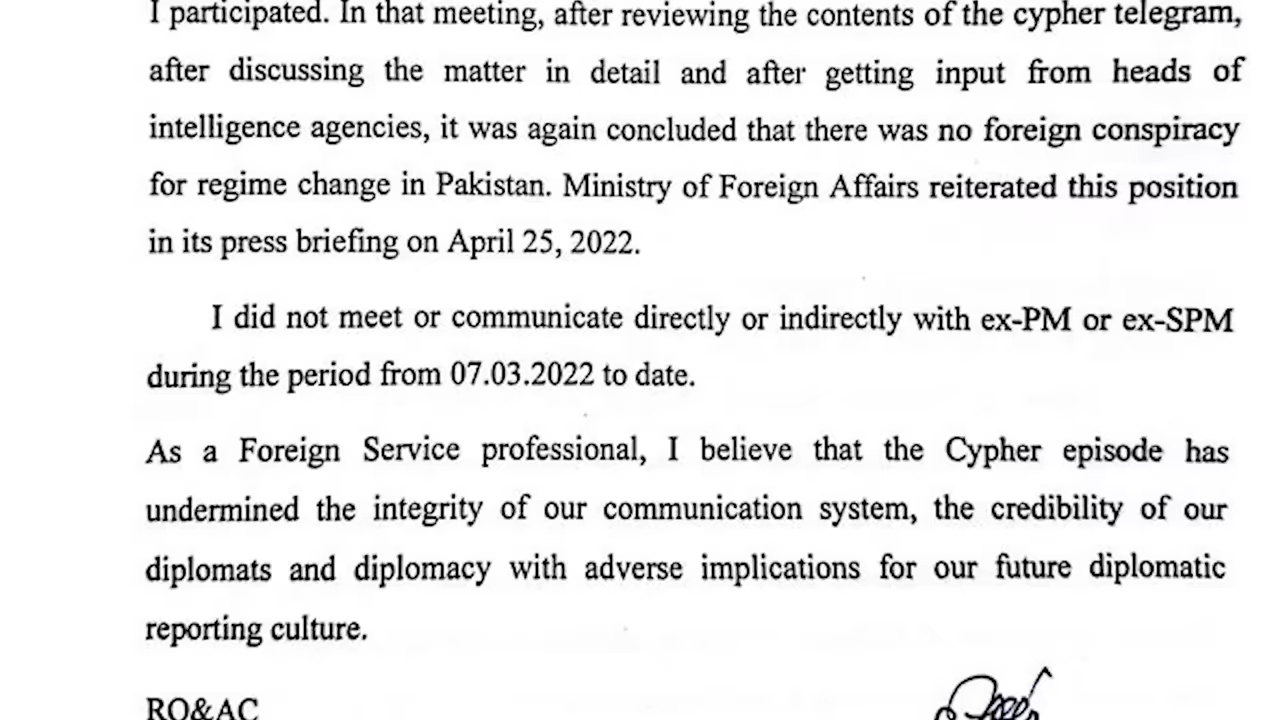 I participated. In that meeting, after reviewing the contents of the cypher telegram,
after discussing the matter in detail and after getting input from heads of
intelligence agencies, it was again concluded that there was no foreign conspiracy
for regime change in Pakistan. Ministry of Foreign Affairs reiterated this position
in its press briefing on April 25, 2022.
I did not meet or communicate directly or indirectly with ex-PM or ex-SPM
during the period from 07.03.2022 to date.
As a Foreign Service professional, I believe that the Cypher episode has
undermined the integrity of our communication system, the credibility of our
diplomats and diplomacy with adverse implications for our future diplomatic
reporting culture.
RO&AC